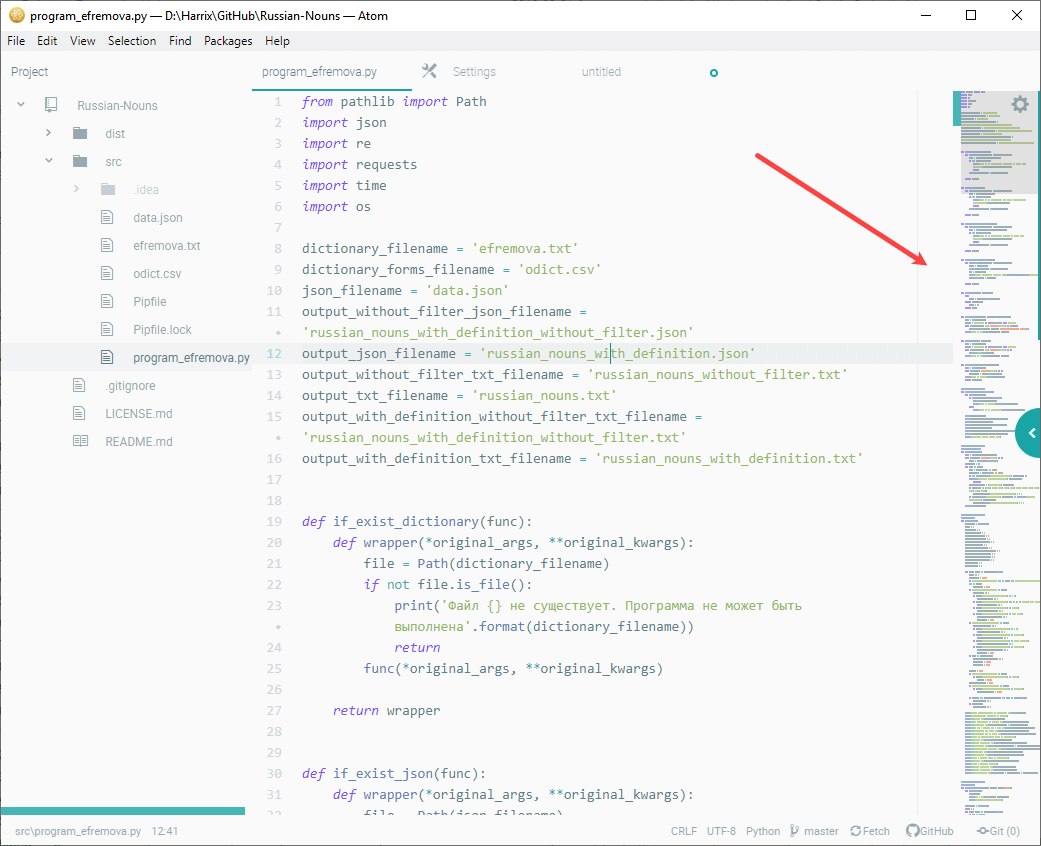 program_efremova.py — D:\Harrix\GitHub\Russian-Nouns — Atom
File Edit View Selection Find Packages Help
Project
Russian-Nouns
dist
src
.idea
data.json
efremova.txt
odict.csv
Pipfile
Pipfile.lock
program_efremova.py
.gitignore
LICENSE.md
README.md
program_efremova.py Settings untitled
1 from pathlib import Path
2 import json
3 import re
4 import requests
5 import time
6 import os
7
8 dictionary_filename = 'efremova.txt'
9 dictionary_forms_filename = 'odict.csv'
10 json_filename = 'data.json'
11 output_without_filter_json_filename =
• 'russian_nouns_with_definition_without_filter.json'
12 output_json_filename = 'russian_nouns_with_definition.json'
13 output_without_filter_txt_filename = 'russian_nouns_without_filter.txt'
14 output_txt_filename = 'russian_nouns.txt'
15 output_with_definition_without_filter_txt_filename =
• 'russian_nouns_with_definition_without_filter.txt'
16 output_with_definition_txt_filename = 'russian_nouns_with_definition.txt'
17
18
19 def if_exist_dictionary(func):
20 def wrapper(*original_args, **original_kwargs):
21 file = Path(dictionary_filename)
22 if not file.is_file():
23 print('Файл {} не существует. Программа не может быть
• выполнена'.format(dictionary_filename))
24 return
25 func(*original_args, **original_kwargs)
26
27 return wrapper
28
29
30 def if_exist_json(func):
31 def wrapper(*original_args, **original_kwargs):
32 file = Path(json_filename)
src\program_efremova.py 12:41 CRLF UTF-8 Python master Fetch GitHub Git (0)